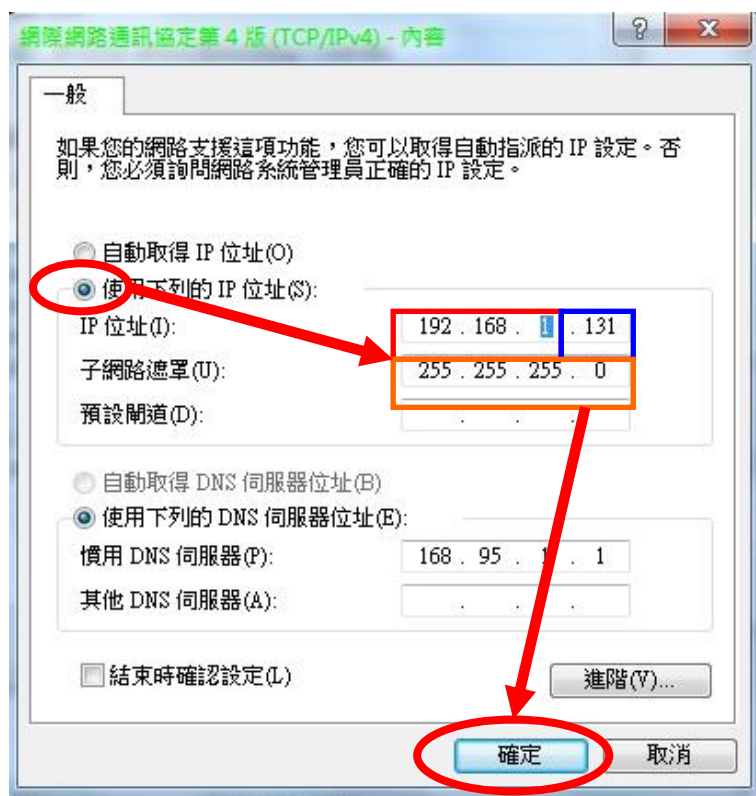 網際網路通訊協定第 4 版 (TCP/IPv4) - 內容
一般
如果您的網路支援這項功能，您可以取得自動指派的 IP 設定。否
則，您必須詢問網路系統管理員正確的 IP 設定。
自動取得 IP 位址(O)
使用下列的 IP 位址(S):
IP 位址(I): 192 . 168 . 1 . 131
子網路遮罩(U): 255 . 255 . 255 . 0
預設閘道(D): . . .
自動取得 DNS 伺服器位址(B)
使用下列的 DNS 伺服器位址(E):
慣用 DNS 伺服器(P): 168 . 95 . 1 . 1
其他 DNS 伺服器(A): . . .
結束時確認設定(L) 進階(V)...
確定 取消